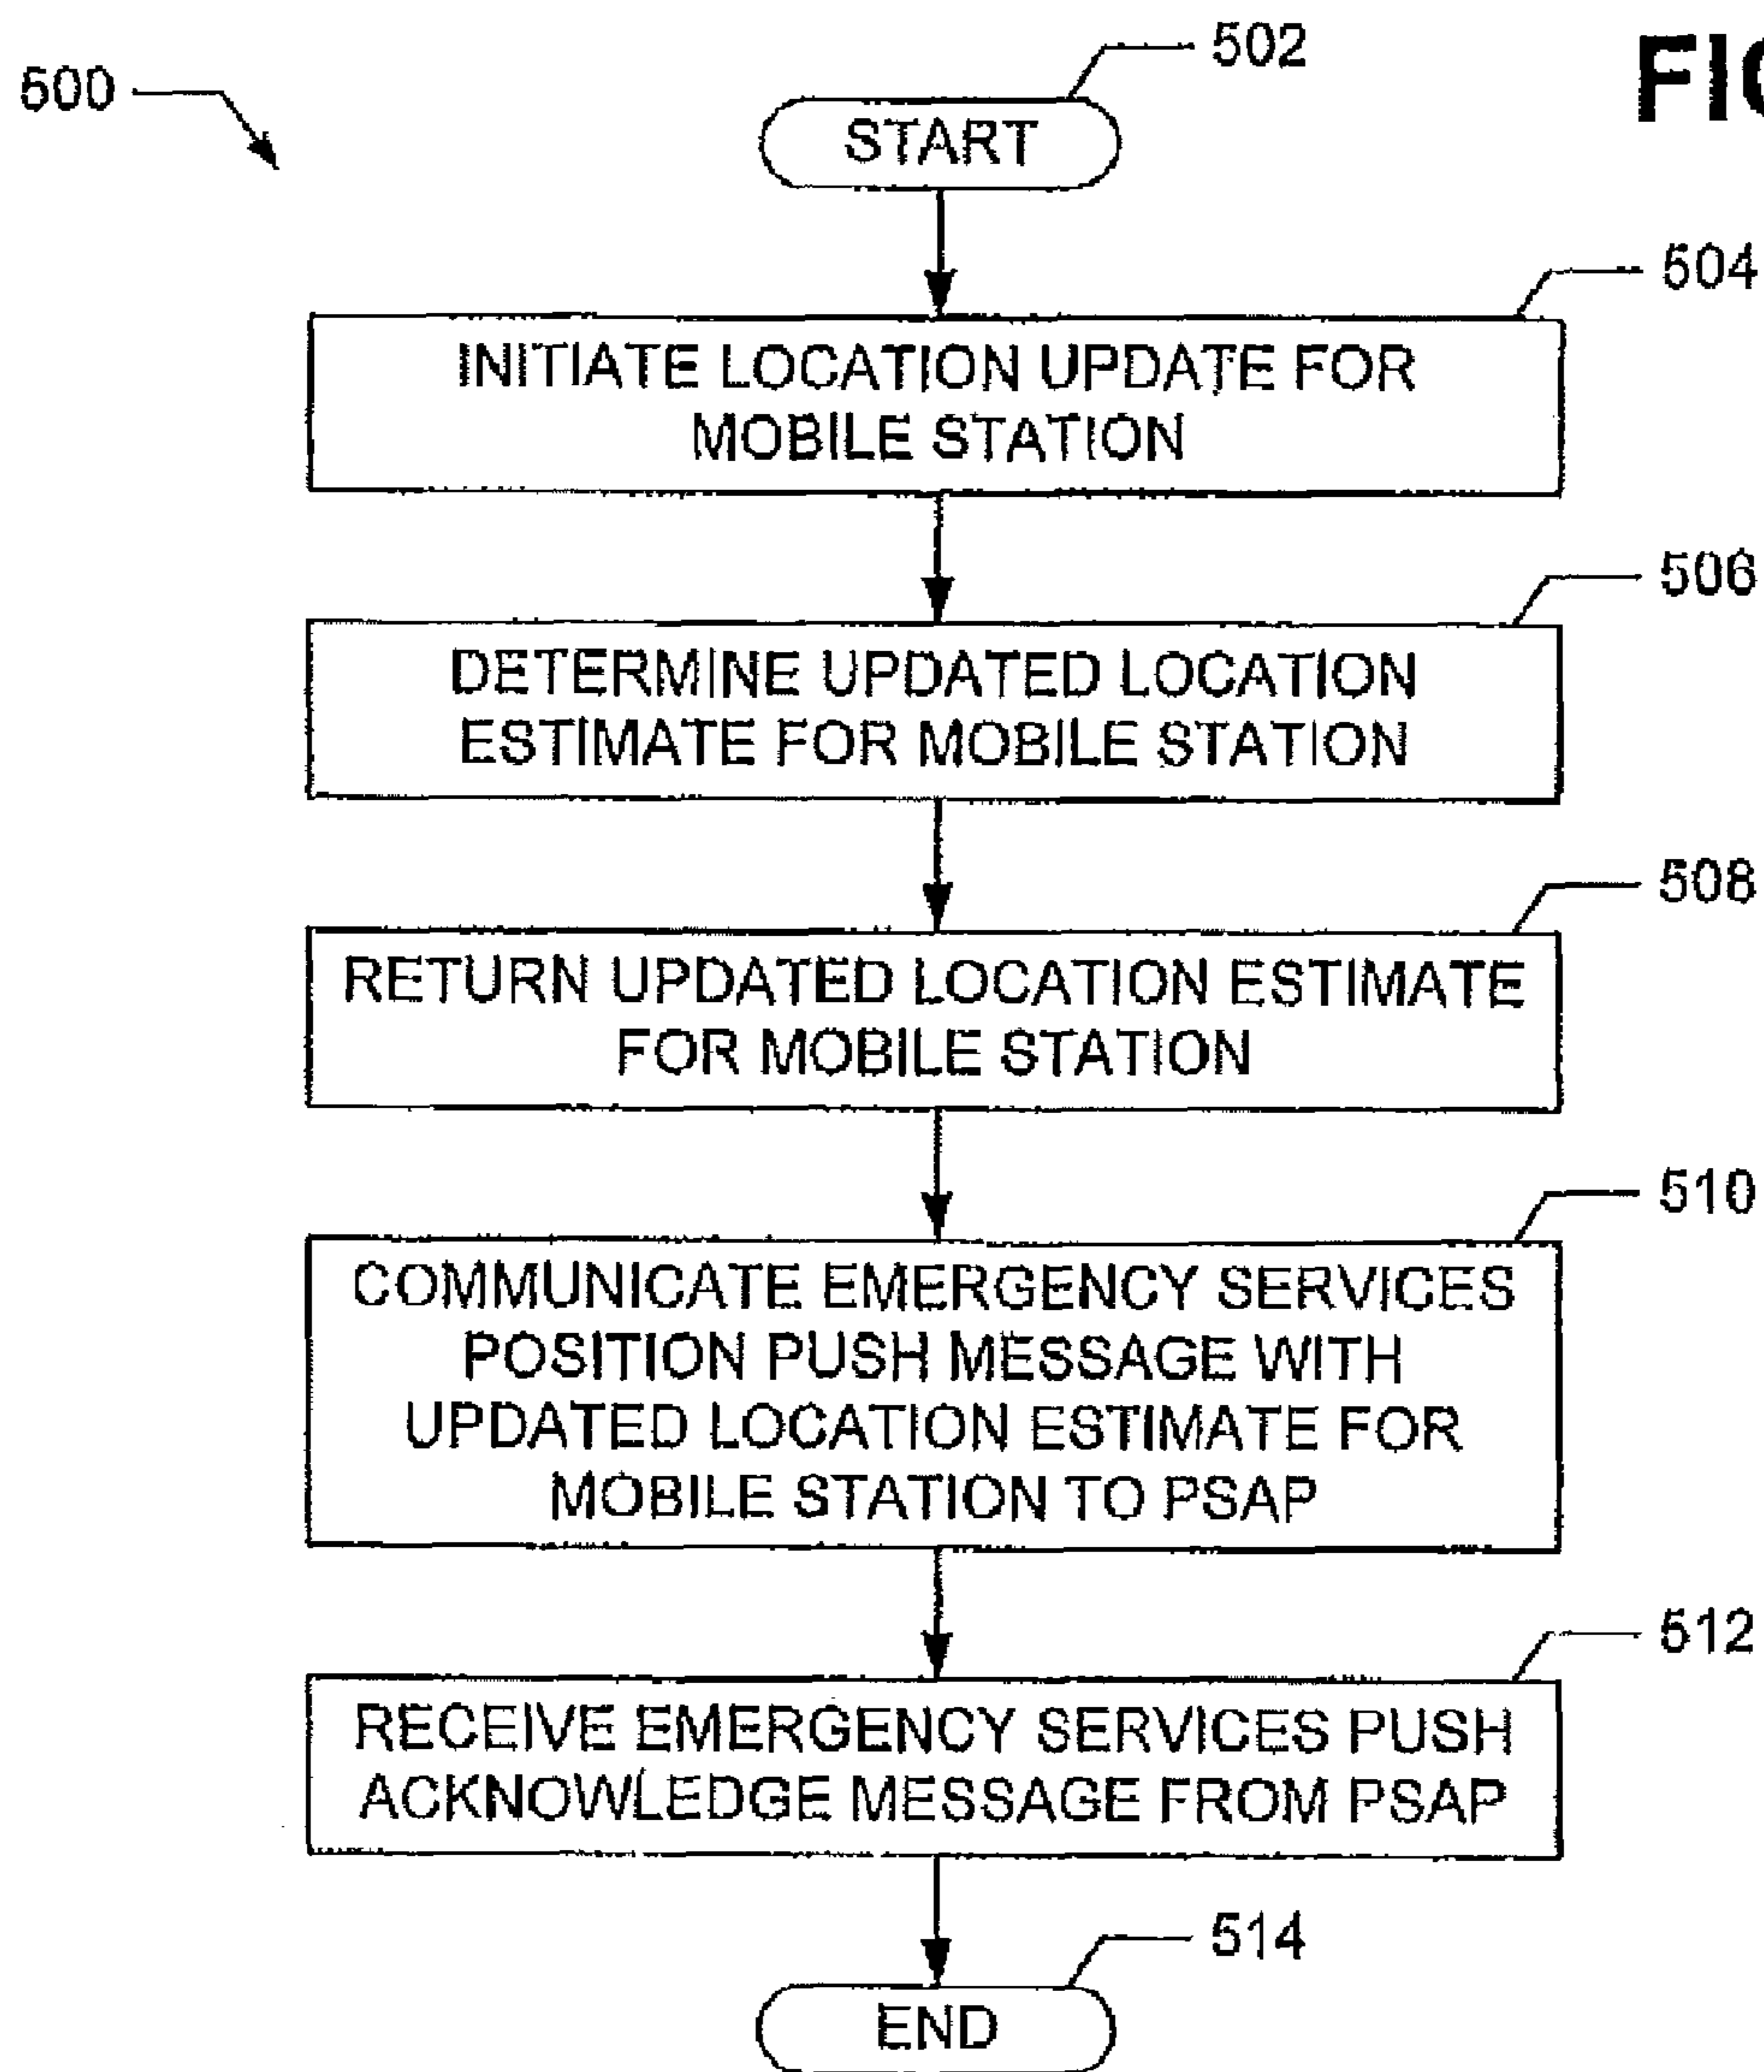 502
500
START
504
INITIATE LOCATION UPDATE FOR
MOBILE STATION
506
DETERMINE UPDATED LOCATION
ESTIMATE FOR MOBILE STATION
508
RETURN UPDATED LOCATION ESTIMATE
FOR MOBILE STATION
510
COMMUNICATE EMERGENCY SERVICES
POSITION PUSH MESSAGE WITH
UPDATED LOCATION ESTIMATE FOR
MOBILE STATION TO PSAP
512
RECEIVE EMERGENCY SERVICES PUSH
ACKNOWLEDGE MESSAGE FROM PSAP
514
END